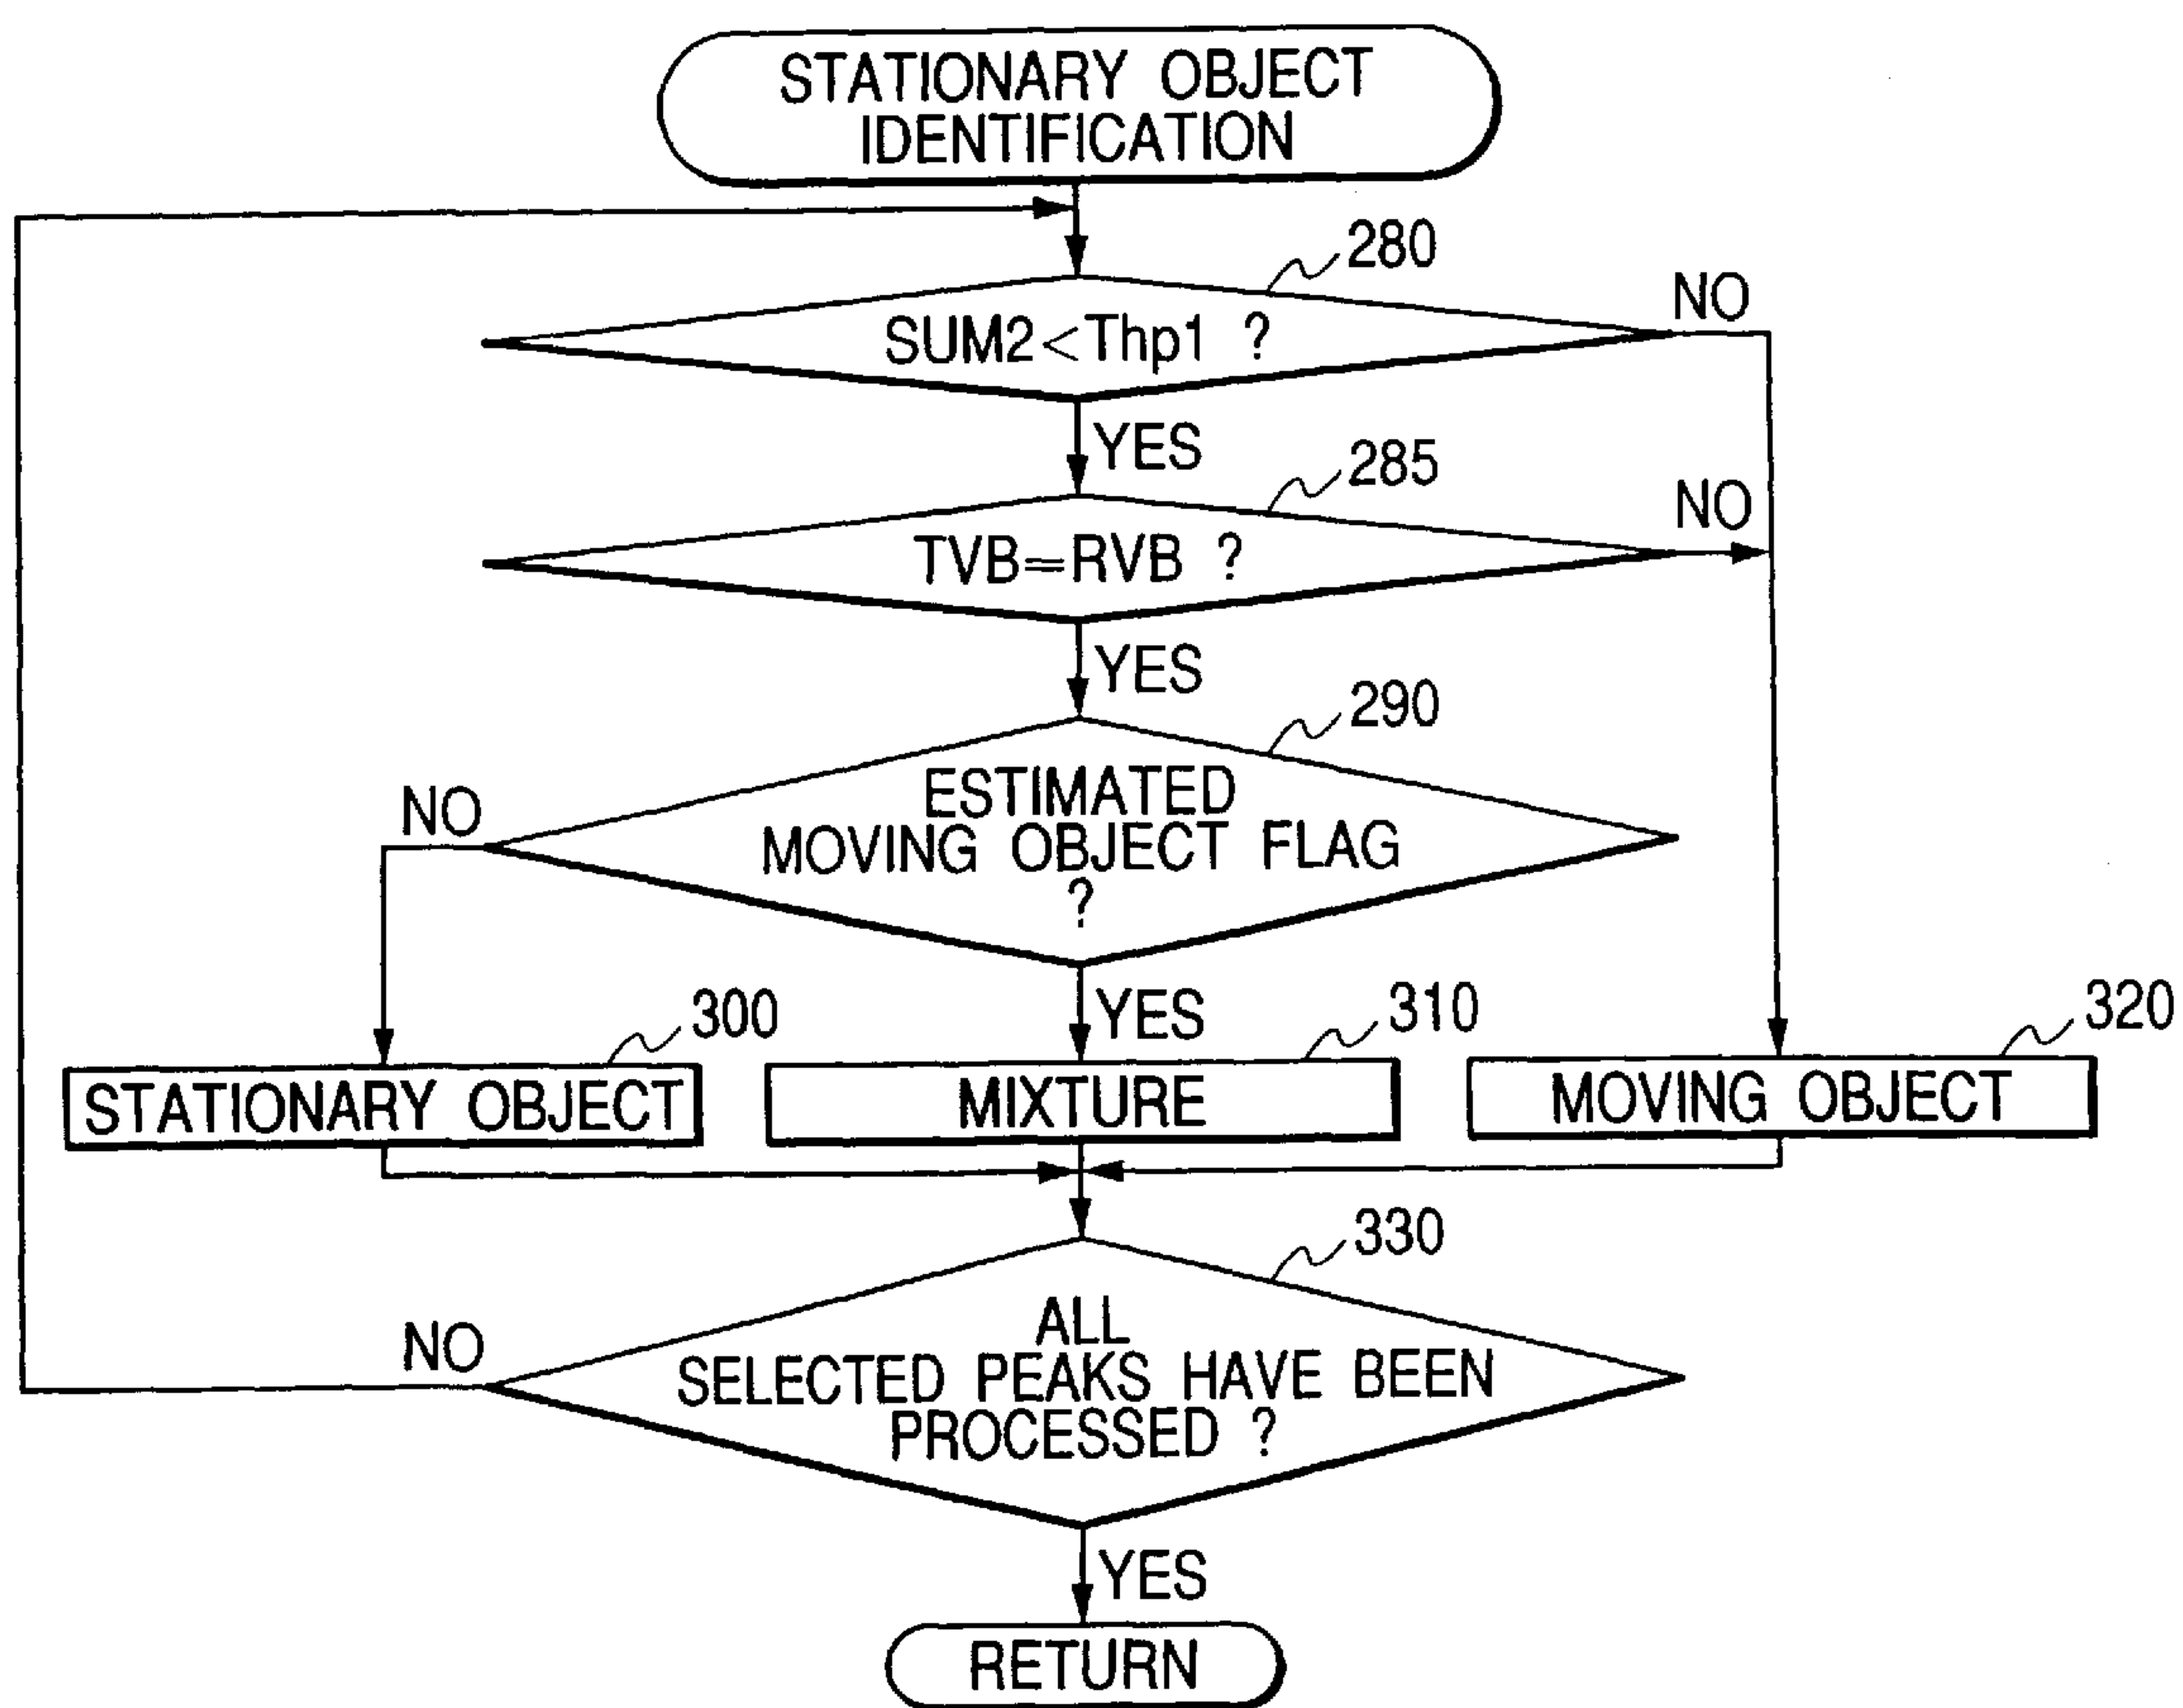 STATIONARY OBJECT
IDENTIFICATION
280
NO
SUM2<Thp1 ?
YES
285
NO
TVB=RVB ?
YES
290
NO
ESTIMATED
MOVING OBJECT FLAG
?
YES
300
310
320
STATIONARY OBJECT
MIXTURE
MOVING OBJECT
330
NO
ALL
SELECTED PEAKS HAVE BEEN
PROCESSED ?
YES
RETURN